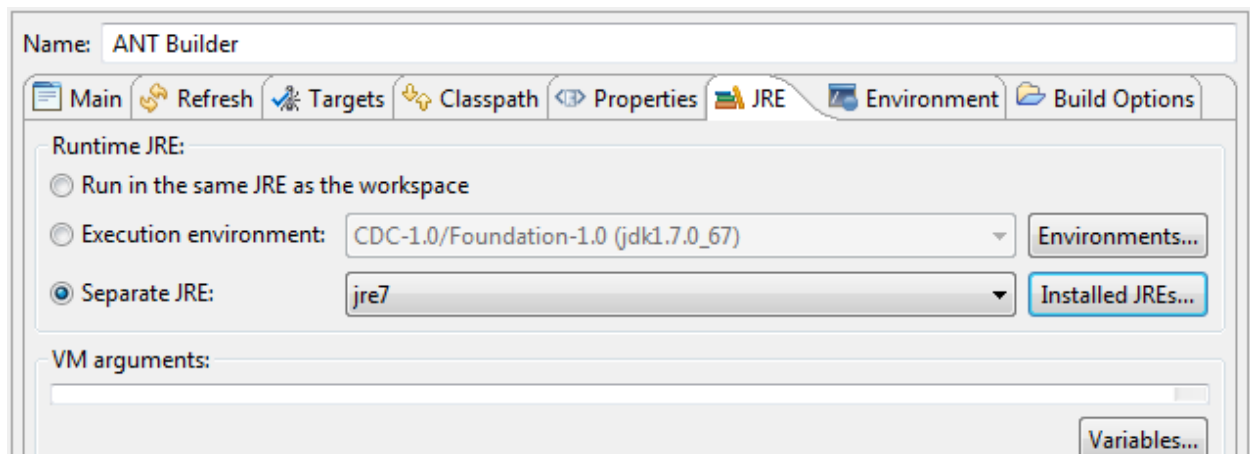 Name: ANT Builder
Main Refresh Targets Classpath Properties JRE Environment Build Options
Runtime JRE:
Run in the same JRE as the workspace
Execution environment: CDC-1.0/Foundation-1.0 (jdk1.7.0_67) Environments...
Separate JRE: jre7 Installed JREs...
VM arguments:
Variables...